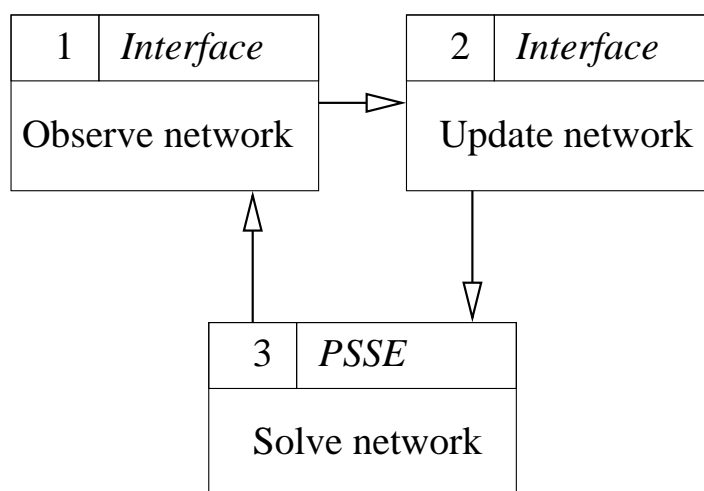 1 Interface
Observe network
2 Interface
Update network
3 PSSE
Solve network